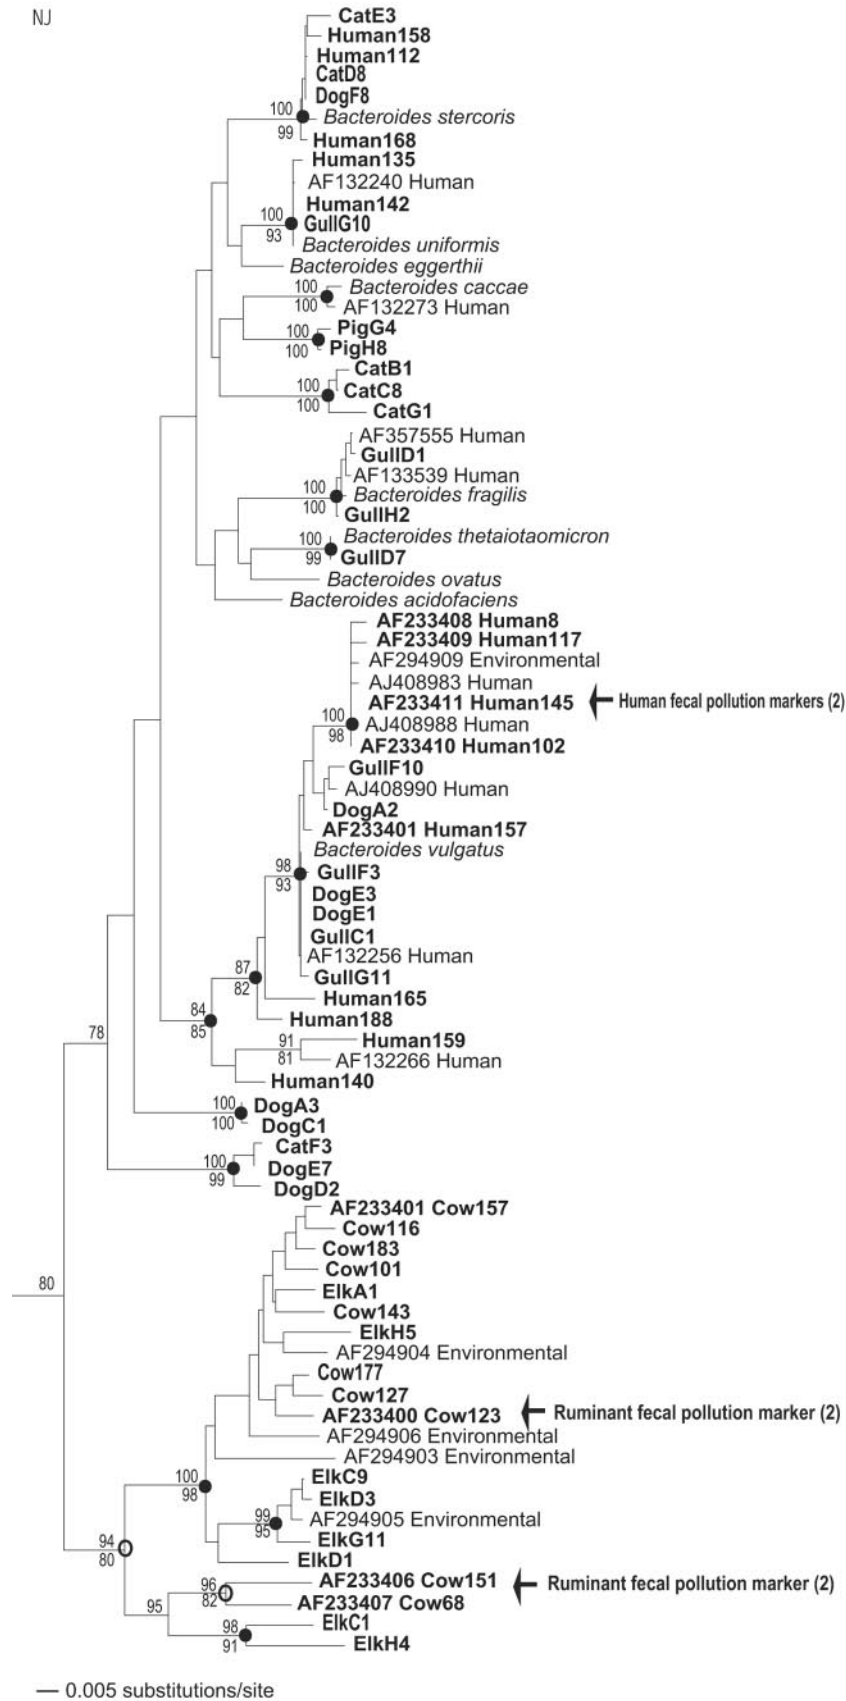 NJ
CatE3
Human158
Human112
CatD8
DogF8
100
Bacteroides stercoris
99
Human168
Human135
AF132240 Human
Human142
100
GullG10
93
Bacteroides uniformis
Bacteroides eggerthii
100
Bacteroides caccae
100
AF132273 Human
100
PigG4
100
PigH8
CatB1
100
CatC8
100
CatG1
AF357555 Human
GullD1
AF133539 Human
100
Bacteroides fragilis
100
GullH2
100
Bacteroides thetaiotaomicron
99
GullD7
Bacteroides ovatus
Bacteroides acidofaciens
AF233408 Human8
AF233409 Human117
AF294909 Environmental
AJ408983 Human
AF233411 Human145
Human fecal pollution markers (2)
100
AJ408988 Human
98
AF233410 Human102
GullF10
AJ408990 Human
DogA2
AF233401 Human157
Bacteroides vulgatus
98
GullF3
93
DogE3
DogE1
GullC1
AF132256 Human
87
GullG11
82
Human165
84
Human188
85
78
91
Human159
81
AF132266 Human
Human140
100
DogA3
100
DogC1
CatF3
100
DogE7
99
DogD2
AF233401 Cow157
Cow116
Cow183
Cow101
80
ElkA1
Cow143
ElkH5
AF294904 Environmental
Cow177
Cow127
AF233400 Cow123
Ruminant fecal pollution marker (2)
AF294906 Environmental
AF294903 Environmental
100
ElkC9
98
ElkD3
99
AF294905 Environmental
95
ElkG11
94
80
ElkD1
96
AF233406 Cow151
Ruminant fecal pollution marker (2)
82
AF233407 Cow68
95
98
ElkC1
91
ElkH4
0.005 substitutions/site